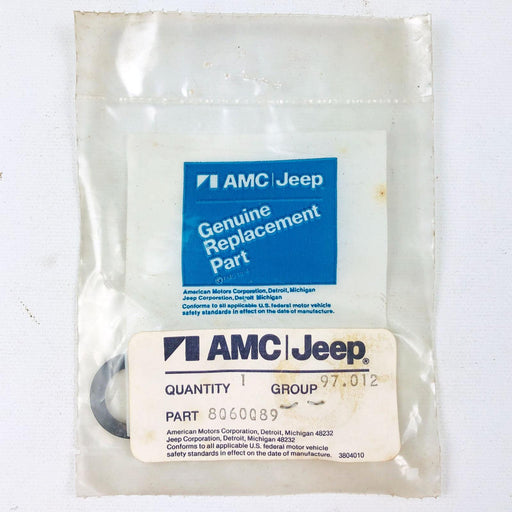 AMC|Jeep
Genuine
Replacement
Part
American Motors Corporation, Detroit, Michigan
Jeep Corporation, Detroit Michigan
Conforms to all applicable U.S. federal motor vehicle
safety standards in effect on the date of manufacture.
AMC|Jeep®
QUANTITY 1 GROUP 97.012
PART 8060089
American Motors Corporation, Detroit, Michigan 48232
Jeep Corporation, Detroit, Michigan 48232
Conforms to all applicable U.S. federal motor vehicle
safety standards in effect on the date of manufacture. 3804010